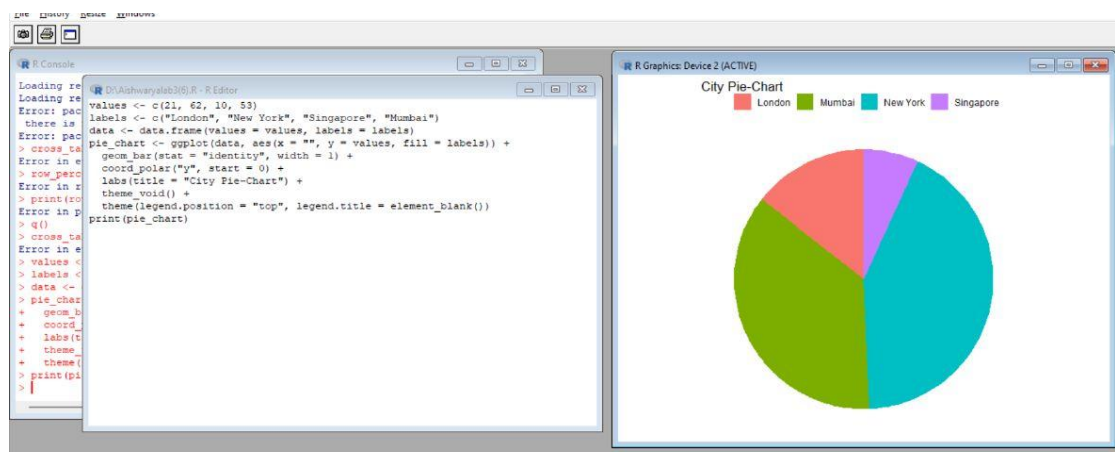 File History Resize Windows
R Console
Loading re
Loading re
Error: pac
there is
Error: pac
> cross_ta
Error in e
> row_perc
Error in r
> print(ro
Error in p
> q()
> cross_ta
Error in e
> values <
> labels <
> data <-
> pie_char
+ geom_b
+ coord_
+ labs(t
+ theme_
+ theme(
> print(pi
>
D:\Aishwaryalab3(6).R - R Editor
values <- c(21, 62, 10, 53)
labels <- c("London", "New York", "Singapore", "Mumbai")
data <- data.frame(values = values, labels = labels)
pie_chart <- ggplot(data, aes(x = "", y = values, fill = labels)) +
geom_bar(stat = "identity", width = 1) +
coord_polar("y", start = 0) +
labs(title = "City Pie-Chart") +
theme_void() +
theme(legend.position = "top", legend.title = element_blank())
print(pie_chart)
R Graphics: Device 2 (ACTIVE)
City Pie-Chart
London Mumbai New York Singapore